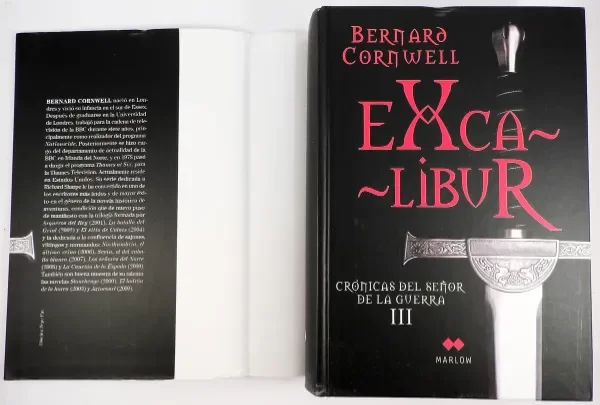 BERNARD CORNWELL nació en Lon-
dres y vivió su infancia en el sur de Essex.
Después de graduarse en la Universidad
de Londres, trabajó para la cadena de tele-
visión de la BBC durante siete años, prin-
cipalmente como realizador del programa
Nationwide. Posteriormente se hizo car-
go del departamento de actualidad de la
BBC en Irlanda del Norte, y en 1978 pasó
a dirigir el programa Thames at Six, para
la Thames Television. Actualmente reside
en Estados Unidos. Su serie dedicada a
Richard Sharpe le ha convertido en uno de
los escritores más leídos y de mayor éxi-
to en el género de la novela histórica de
aventuras, condición que de nuevo puso
de manifiesto con la trilogía formada por
Arqueros del Rey (2001), La batalla del
Grial (2003) y El sitio de Calais (2004)
y la dedicada a la confluencia de sajones,
vikingos y normandos: Northumbria, el
último reino (2006), Svein, el del caba-
llo blanco (2007), Los señores del Norte
(2008) y La Canción de la Espada (2008).
También son buena muestra de su talento
las novelas Stonehenge (2000), El ladrón
de la horca (2003) y Azincourt (2009).
BERNARD
CORNWELL
EXCA~
~LIBUR
CRÓNICAS DEL SEÑOR
DE LA GUERRA
III
MARLOW